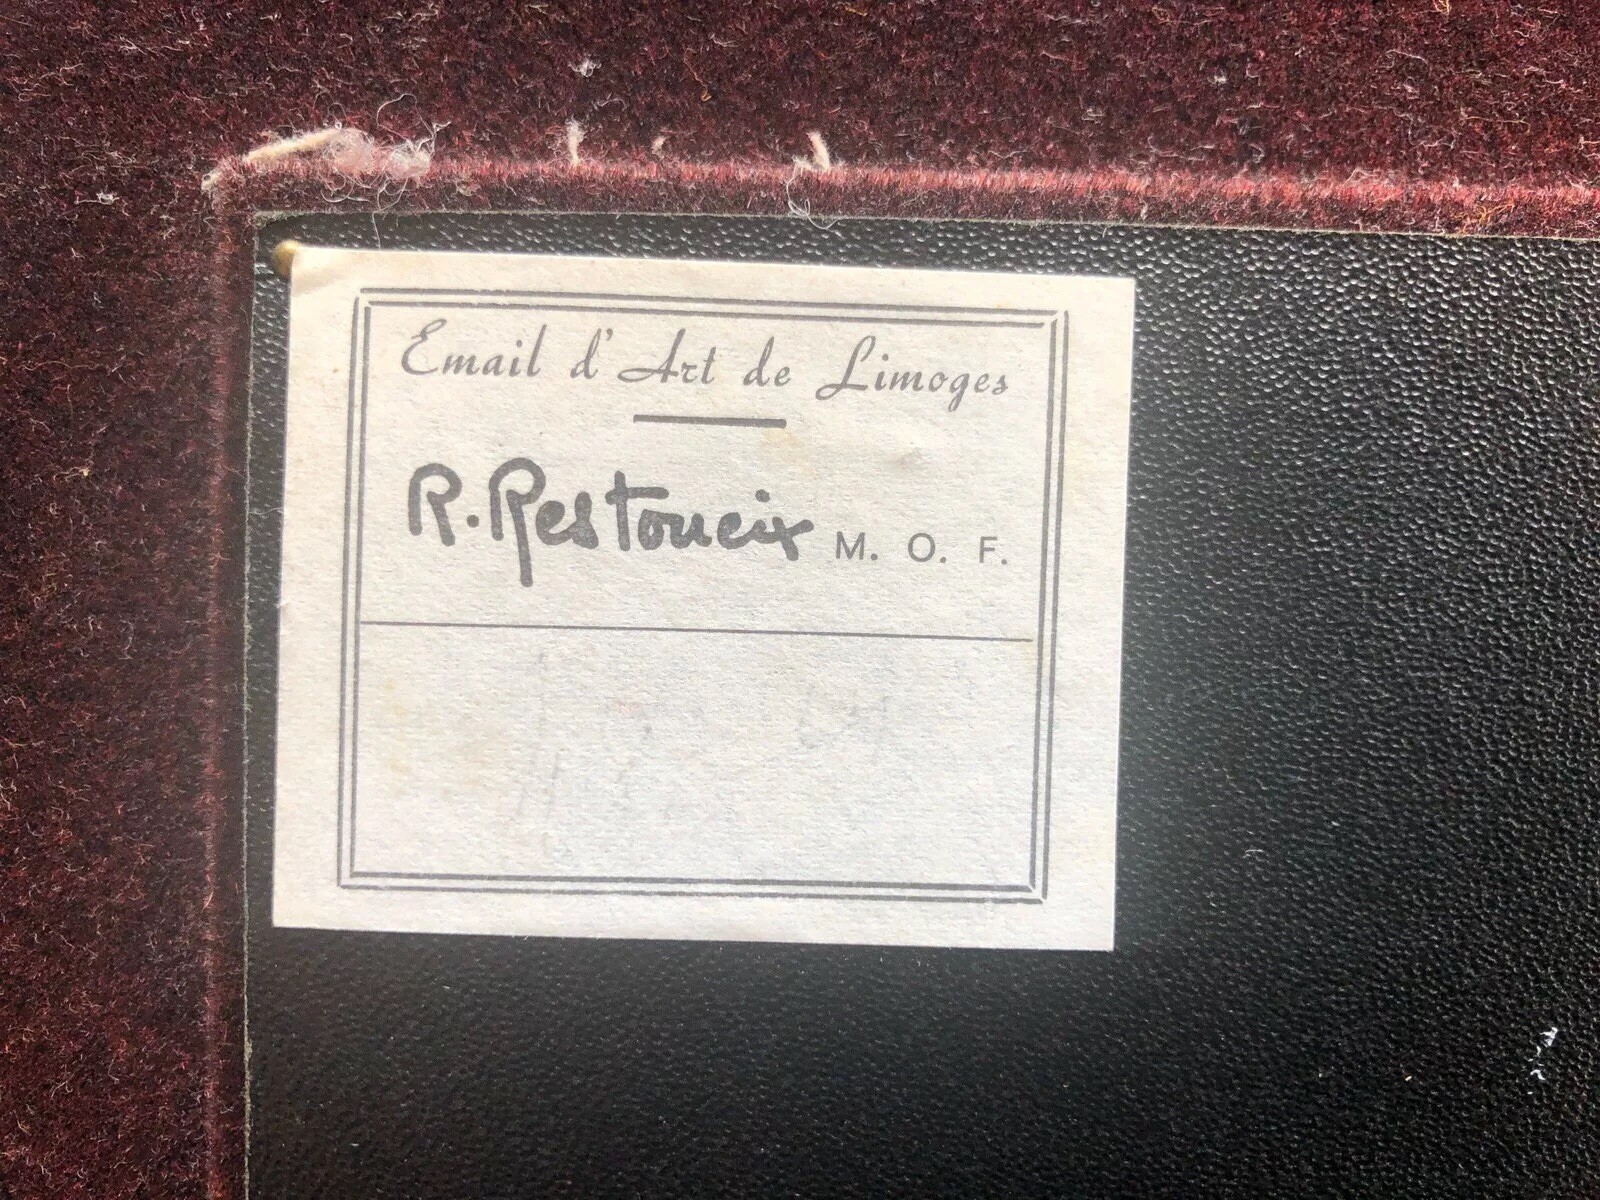 Email d'Art de Limoges
R. Restoueix M. O. F.